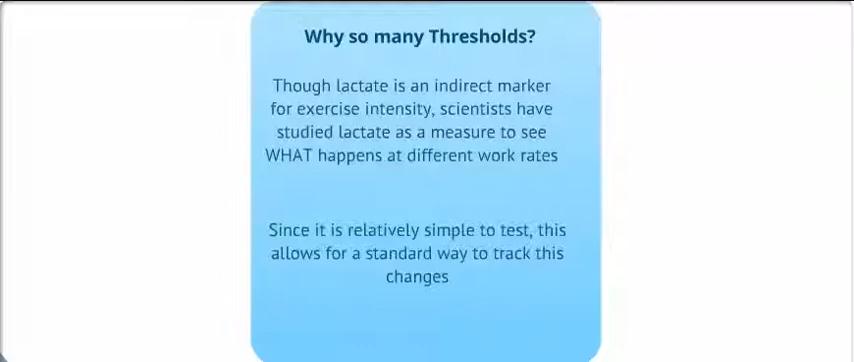 Why so many Thresholds?
Though lactate is an indirect marker
for exercise intensity, scientists have
studied lactate as a measure to see
WHAT happens at different work rates
Since it is relatively simple to test, this
allows for a standard way to track this
changes